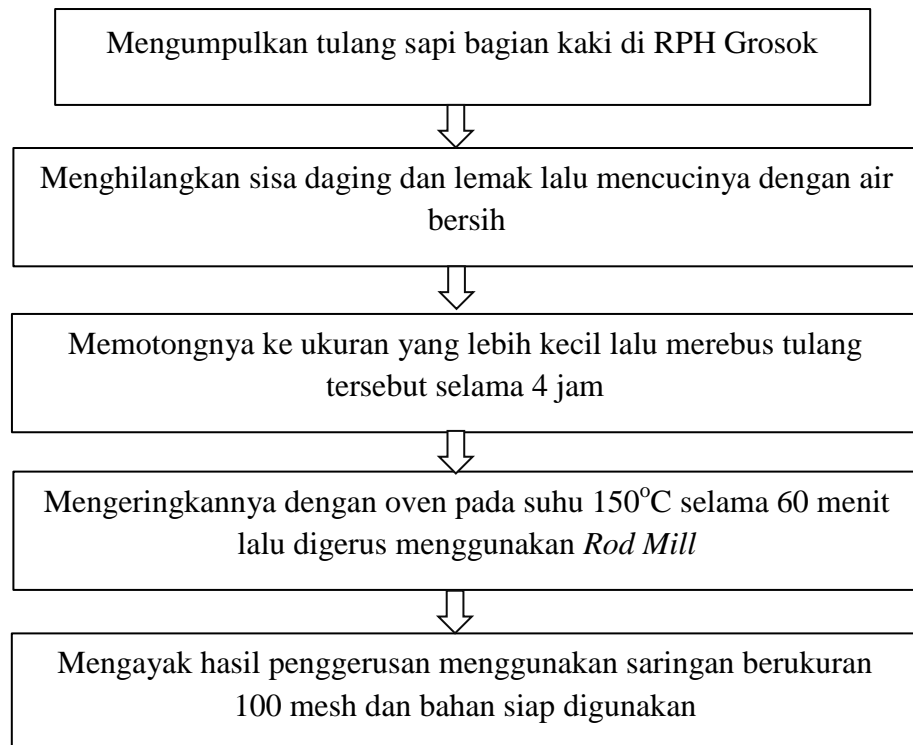 Mengumpulkan tulang sapi bagian kaki di RPH Grosok
Menghilangkan sisa daging dan lemak lalu mencucinya dengan air
bersih
Memotongnya ke ukuran yang lebih kecil lalu merebus tulang
tersebut selama 4 jam
Mengeringkannya dengan oven pada suhu 150°C selama 60 menit
lalu digerus menggunakan Rod Mill
Mengayak hasil penggerusan menggunakan saringan berukuran
100 mesh dan bahan siap digunakan